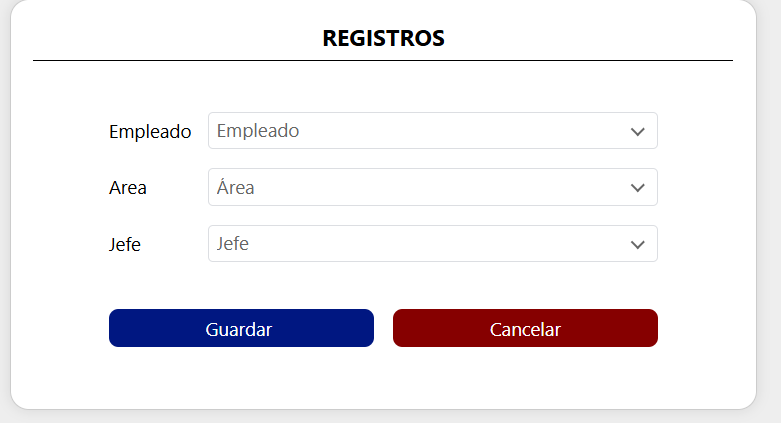 REGISTROS
Empleado Empleado
Area Área
Jefe Jefe
Guardar Cancelar